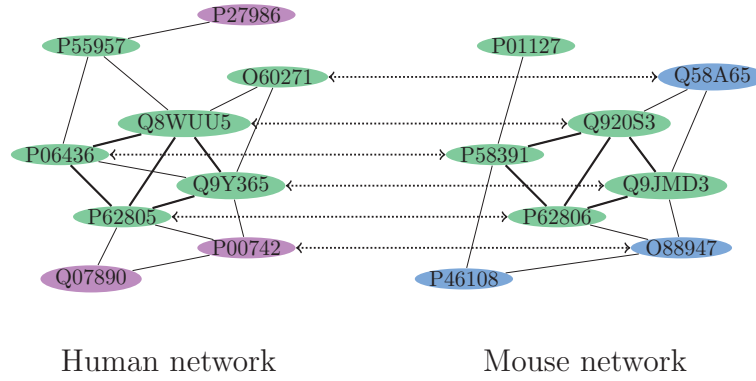 P27986
P55957
P01127
O60271
Q58A65
Q8WUU5
Q920S3
P06436
P58391
Q9Y365
Q9JMD3
P62805
P62806
P00742
O88947
Q07890
P46108
Human network
Mouse network